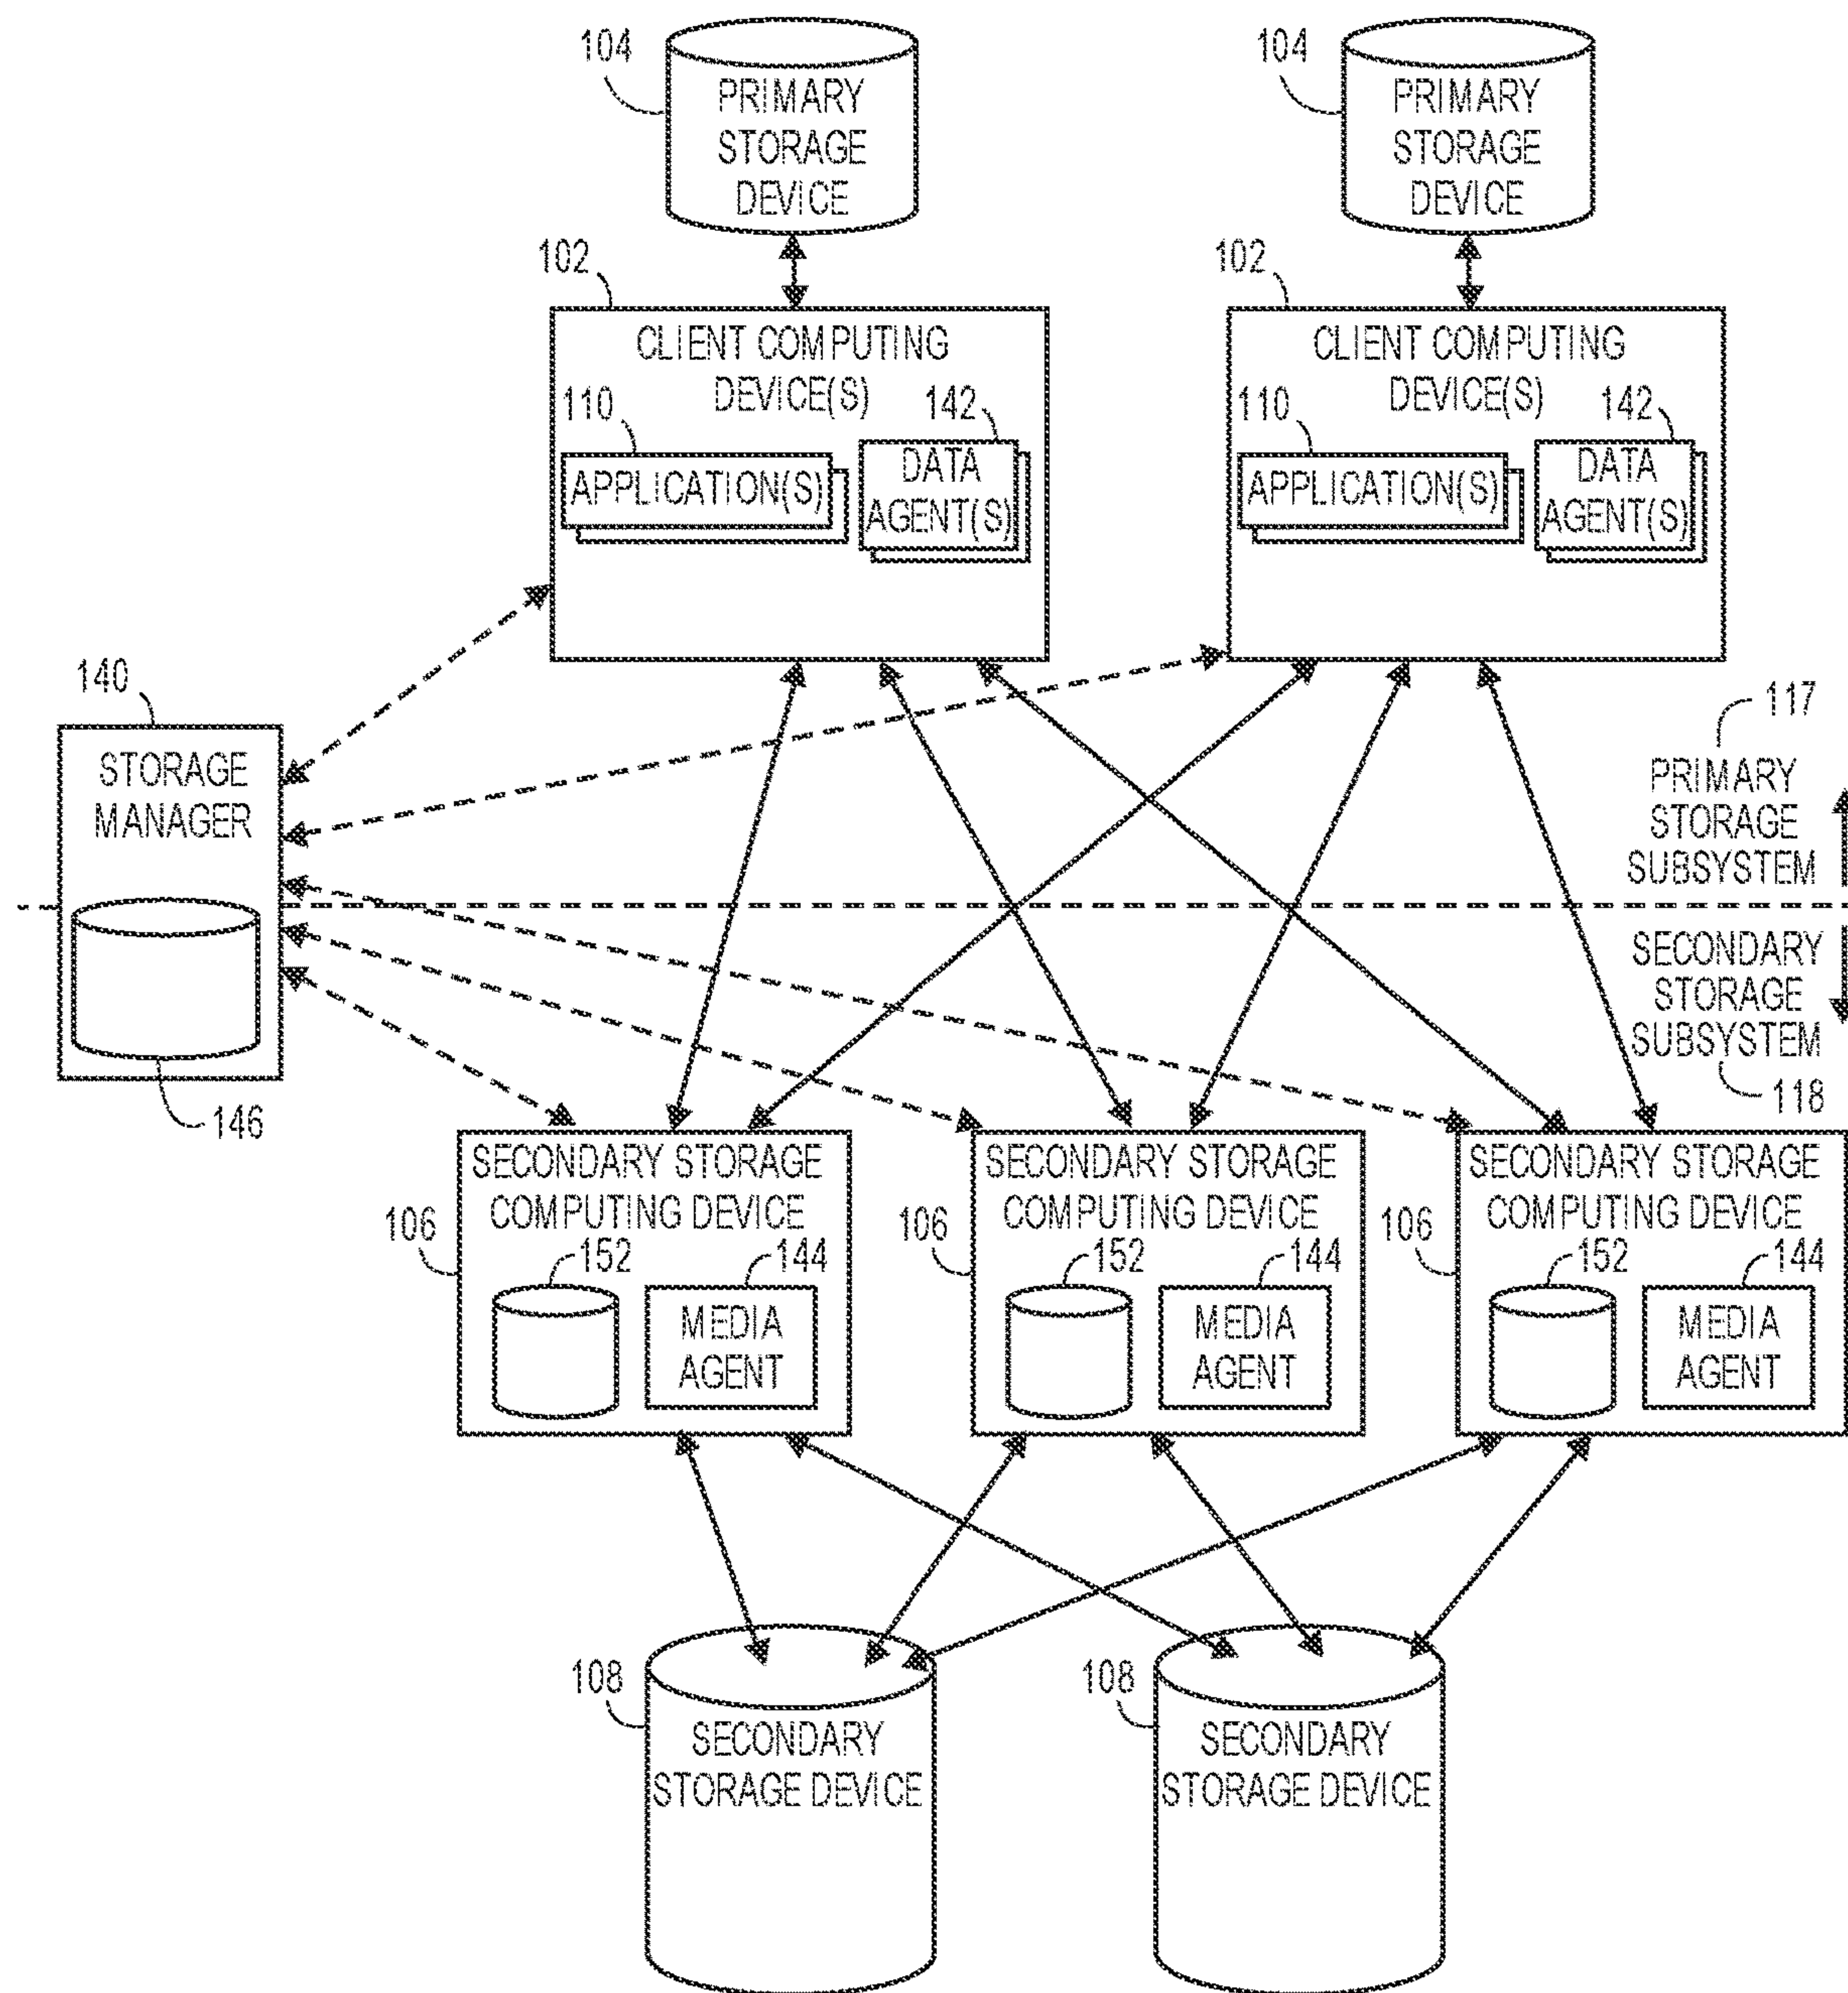 104
PRIMARY
STORAGE
DEVICE
104
PRIMARY
STORAGE
DEVICE
102
CLIENT COMPUTING
DEVICE(S)
110
142
APPLICATION(S)
DATA
AGENT(S)
102
CLIENT COMPUTING
DEVICE(S)
110
142
APPLICATION(S)
DATA
AGENT(S)
140
STORAGE
MANAGER
146
117
PRIMARY
STORAGE
SUBSYSTEM
SECONDARY
STORAGE
SUBSYSTEM
118
SECONDARY STORAGE
COMPUTING DEVICE
106
152
144
MEDIA
AGENT
SECONDARY STORAGE
COMPUTING DEVICE
106
152
144
MEDIA
AGENT
SECONDARY STORAGE
COMPUTING DEVICE
106
152
144
MEDIA
AGENT
108
SECONDARY
STORAGE DEVICE
108
SECONDARY
STORAGE DEVICE